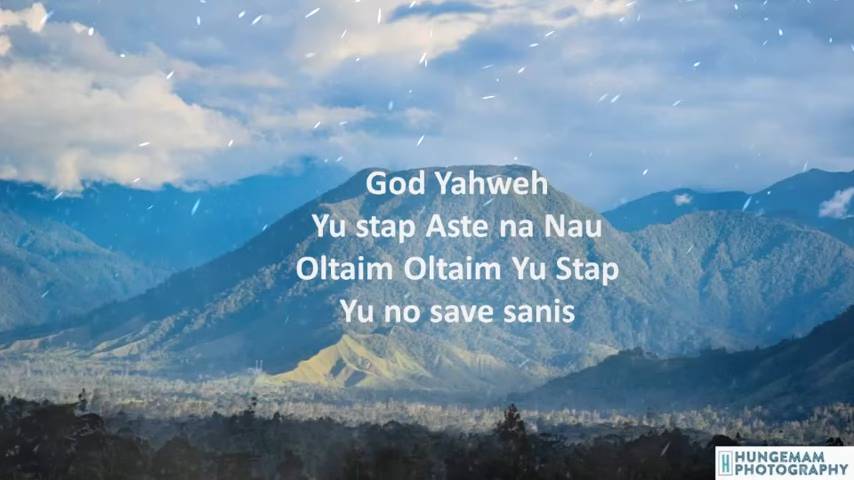 God Yahweh
Yu stap Aste na Nau
Oltaim Oltaim Yu Stap
Yu no save sanis
HUNGEMAM
PHOTOGRAPHY